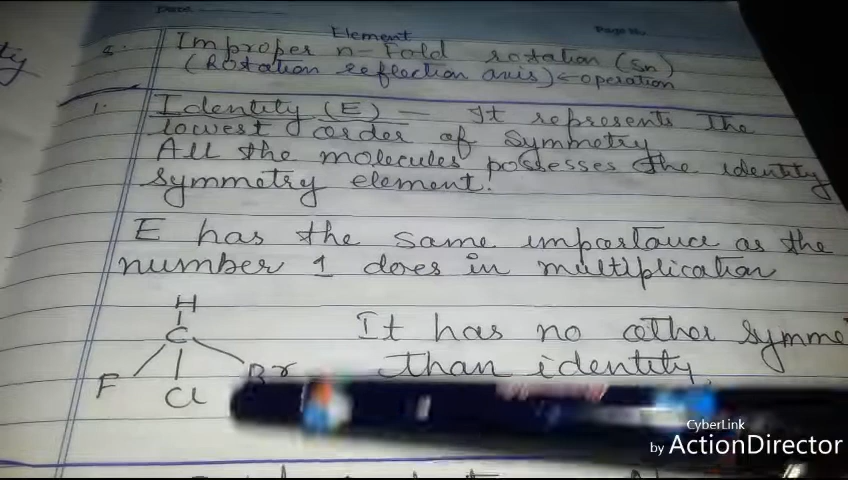 Element
5. Improper n-fold rotation (Sn)
(Rotation reflection axis) ← operation
1. Identity (E) - It represents the
lowest order of symmetry
All the molecules possesses the identity
symmetry element.
E has the same importance as the
number 1 does in multiplication
H
C
F
Cl
Br
It has no other symme
than identity.
CyberLink
by ActionDirector